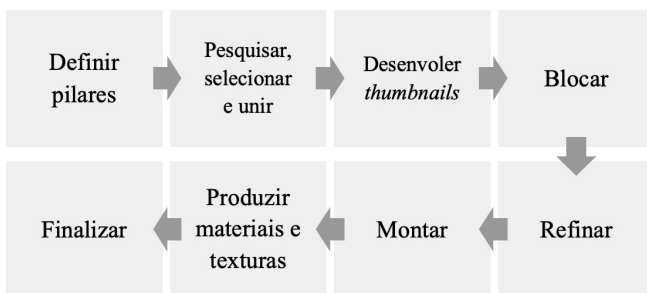 Definir
pilares
Pesquisar,
selecionar
e unir
Desenvoler
thumbnails
Blocar
Refinar
Montar
Produzir
materiais e
texturas
Finalizar